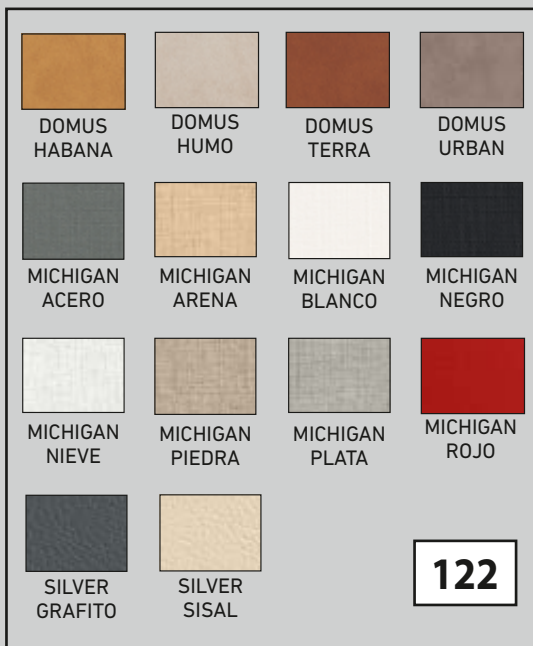 DOMUS
HABANA
DOMUS
HUMO
DOMUS
TERRA
DOMUS
URBAN
MICHIGAN
ACERO
MICHIGAN
ARENA
MICHIGAN
BLANCO
MICHIGAN
NEGRO
MICHIGAN
NIEVE
MICHIGAN
PIEDRA
MICHIGAN
PLATA
MICHIGAN
ROJO
SILVER
GRAFITO
SILVER
SISAL
122